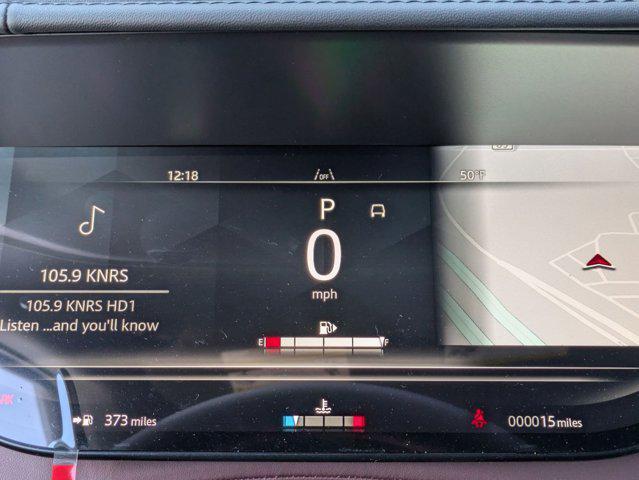 12:18
OFF
50°F
P
0
mph
105.9 KNRS
105.9 KNRS HD1
Listen ...and you'll know
E F
373 miles
000015 miles